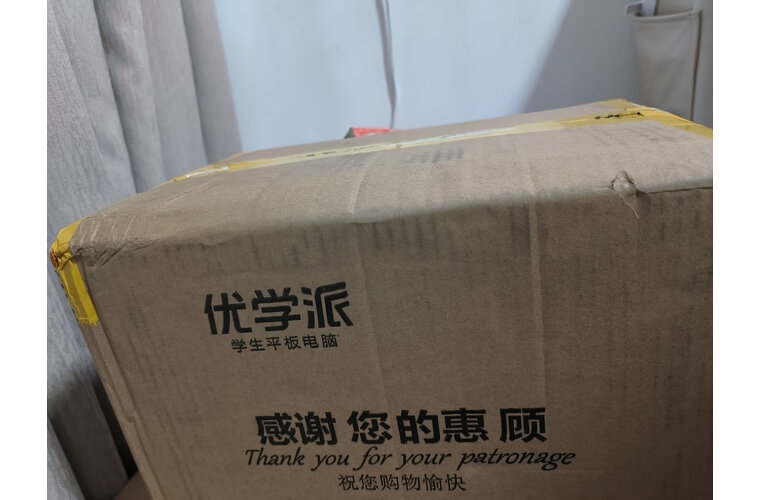 优学派
学生平板电脑
感谢您的惠顾
Thank you for your patronage
祝您购物愉快